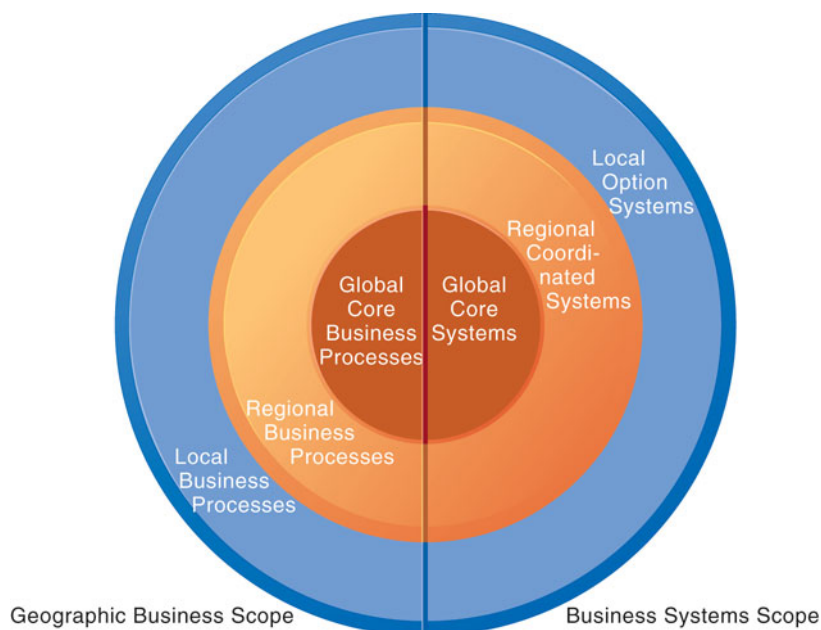 Local
Option
Systems
Regional
Coordi-
nated
Systems
Global
Core
Business
Processes
Global
Core
Systems
Regional
Business
Processes
Local
Business
Processes
Geographic Business Scope
Business Systems Scope